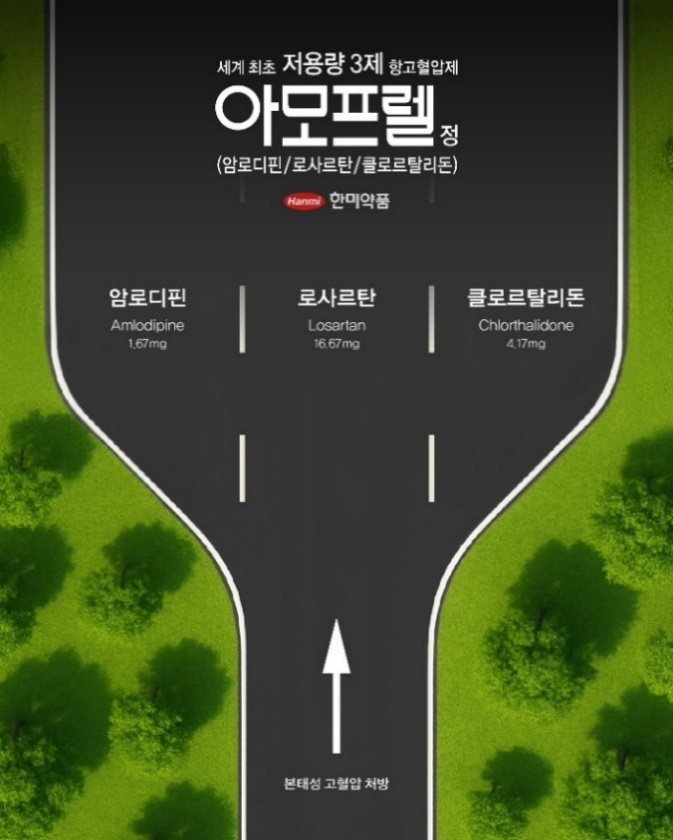 세계 최초 저용량 3제 항고혈압제
아모프렐정
(암로디핀/로사르탄/클로르탈리돈)
Hanmi 한미약품
암로디핀
Amlodipine
1.67mg
로사르탄
Losartan
16.67mg
클로르탈리돈
Chlorthalidone
4.17mg
본태성 고혈압 처방